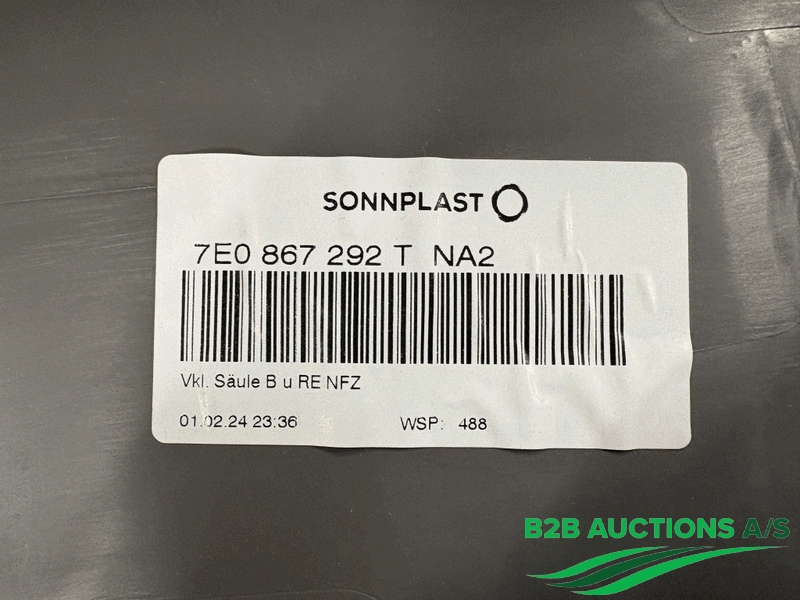 SONNPLAST
7E0 867 292 T NA2
Vkl. Säule B u RE NFZ
01.02.24 23:36 WSP: 488
B2B AUCTIONS A/S